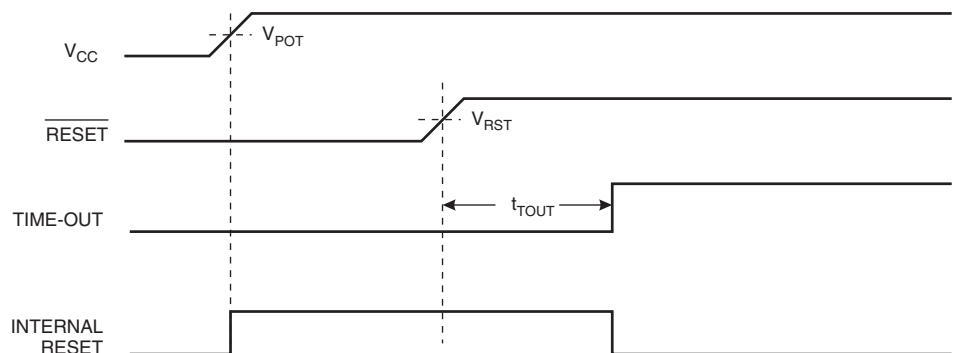 V_CC
V_POT
RESET
V_RST
TIME-OUT
t_TOUT
INTERNAL
RESET